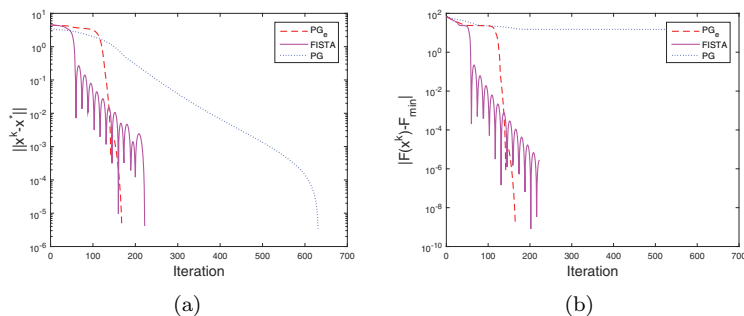 10^1
10^0
10^-1
10^-2
10^-3
10^-4
10^-5
10^-6
||x^k-x^*||
0 100 200 300 400 500 600 700
Iteration
PG_e
FISTA
PG
(a)
10^2
10^0
10^-2
10^-4
10^-6
10^-8
10^-10
|F(x^k)-F_min|
0 100 200 300 400 500 600 700
Iteration
PG_e
FISTA
PG
(b)